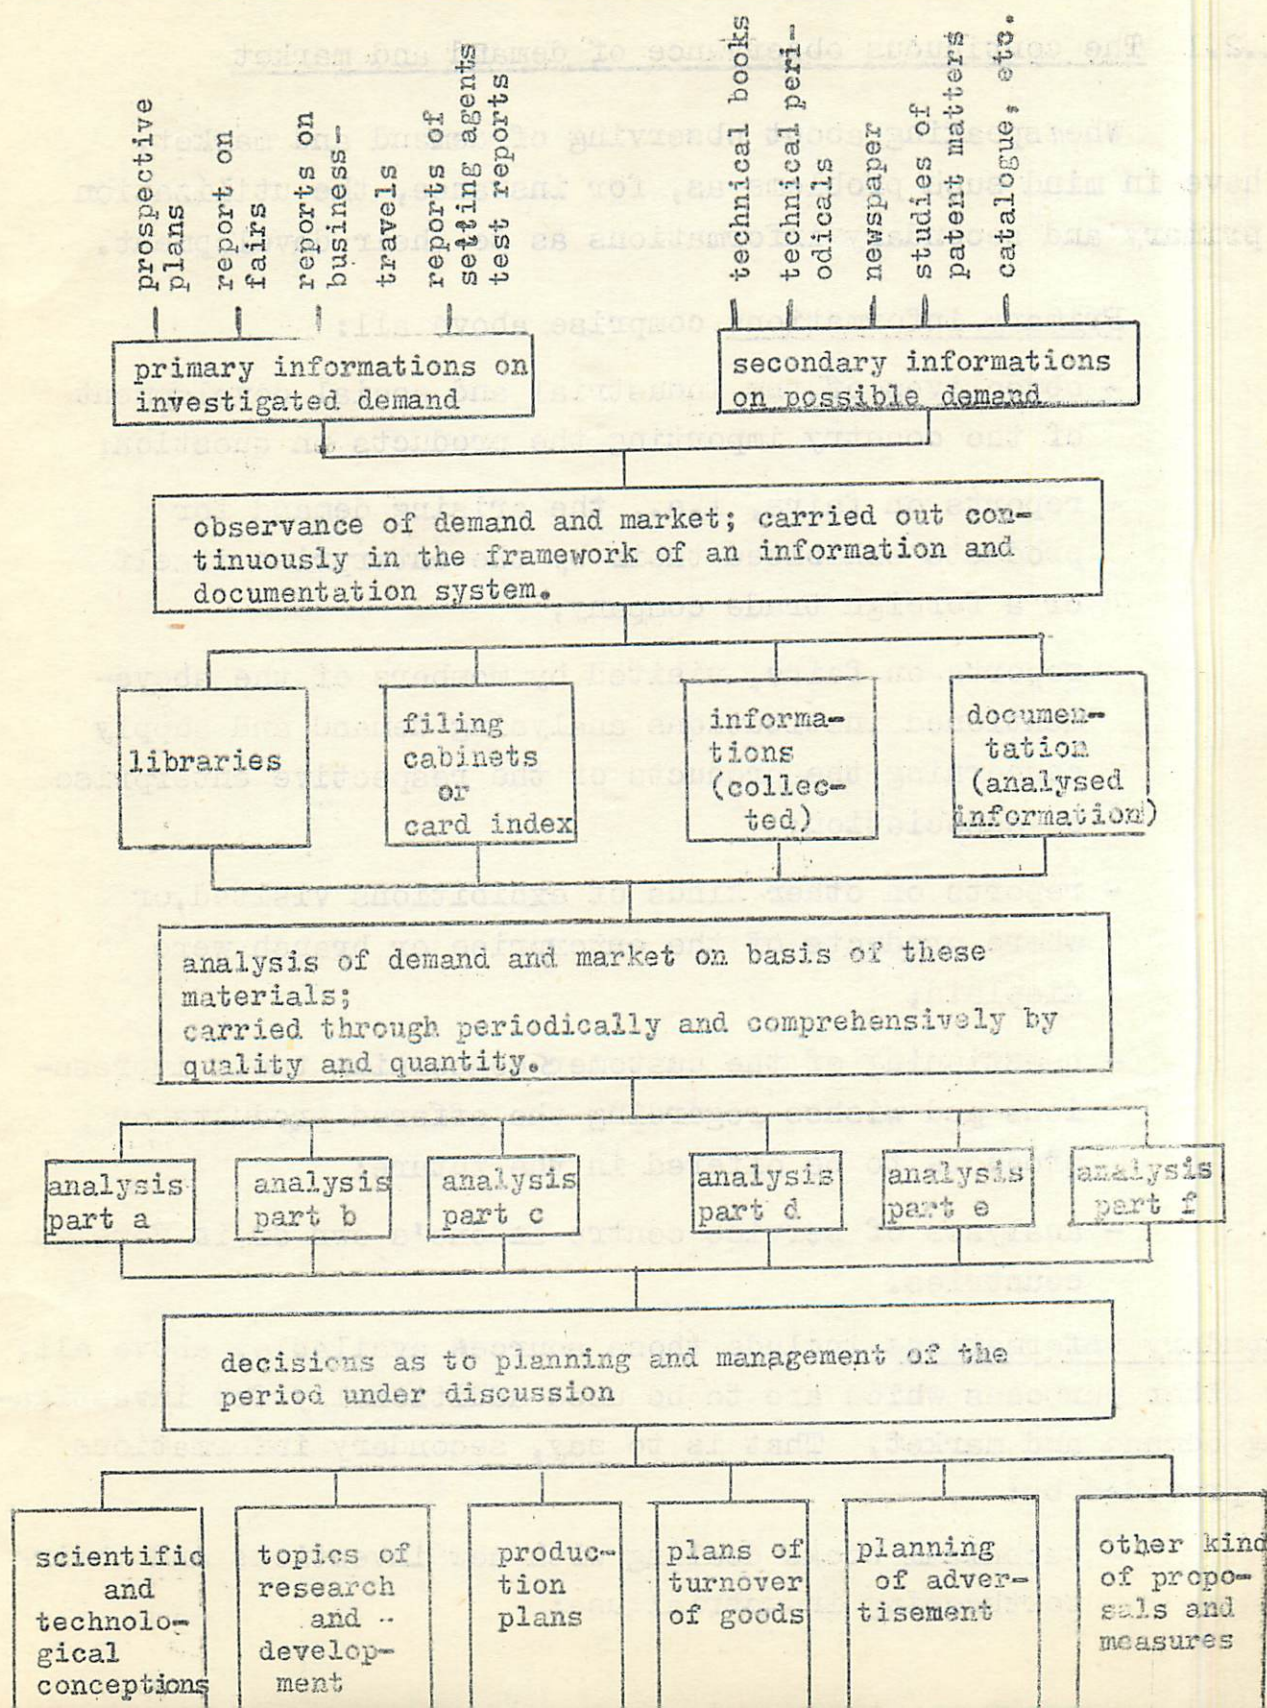 prospective
plans
report on
fairs
reports on
business-
travels
reports of
setting agents
test reports
technical books
technical peri-
odicals
newspaper
studies of
patent matters
catalogue, etc.
primary informations on
investigated demand
secondary informations
on possible demand
observance of demand and market; carried out con-
tinuously in the framework of an information and
documentation system.
libraries
filing
cabinets
or
card index
informa-
tions
(collec-
ted)
documen-
tation
(analysed
information)
analysis of demand and market on basis of these
materials;
carried through periodically and comprehensively by
quality and quantity.
analysis
part a
analysis
part b
analysis
part c
analysis
part d
analysis
part e
analysis
part f
decisions as to planning and management of the
period under discussion
scientific
and
technolo-
gical
conceptions
topics of
research
and
develop-
ment
produc-
tion
plans
plans of
turnover
of goods
planning
of adver-
tisement
other kind
of propo-
sals and
measures